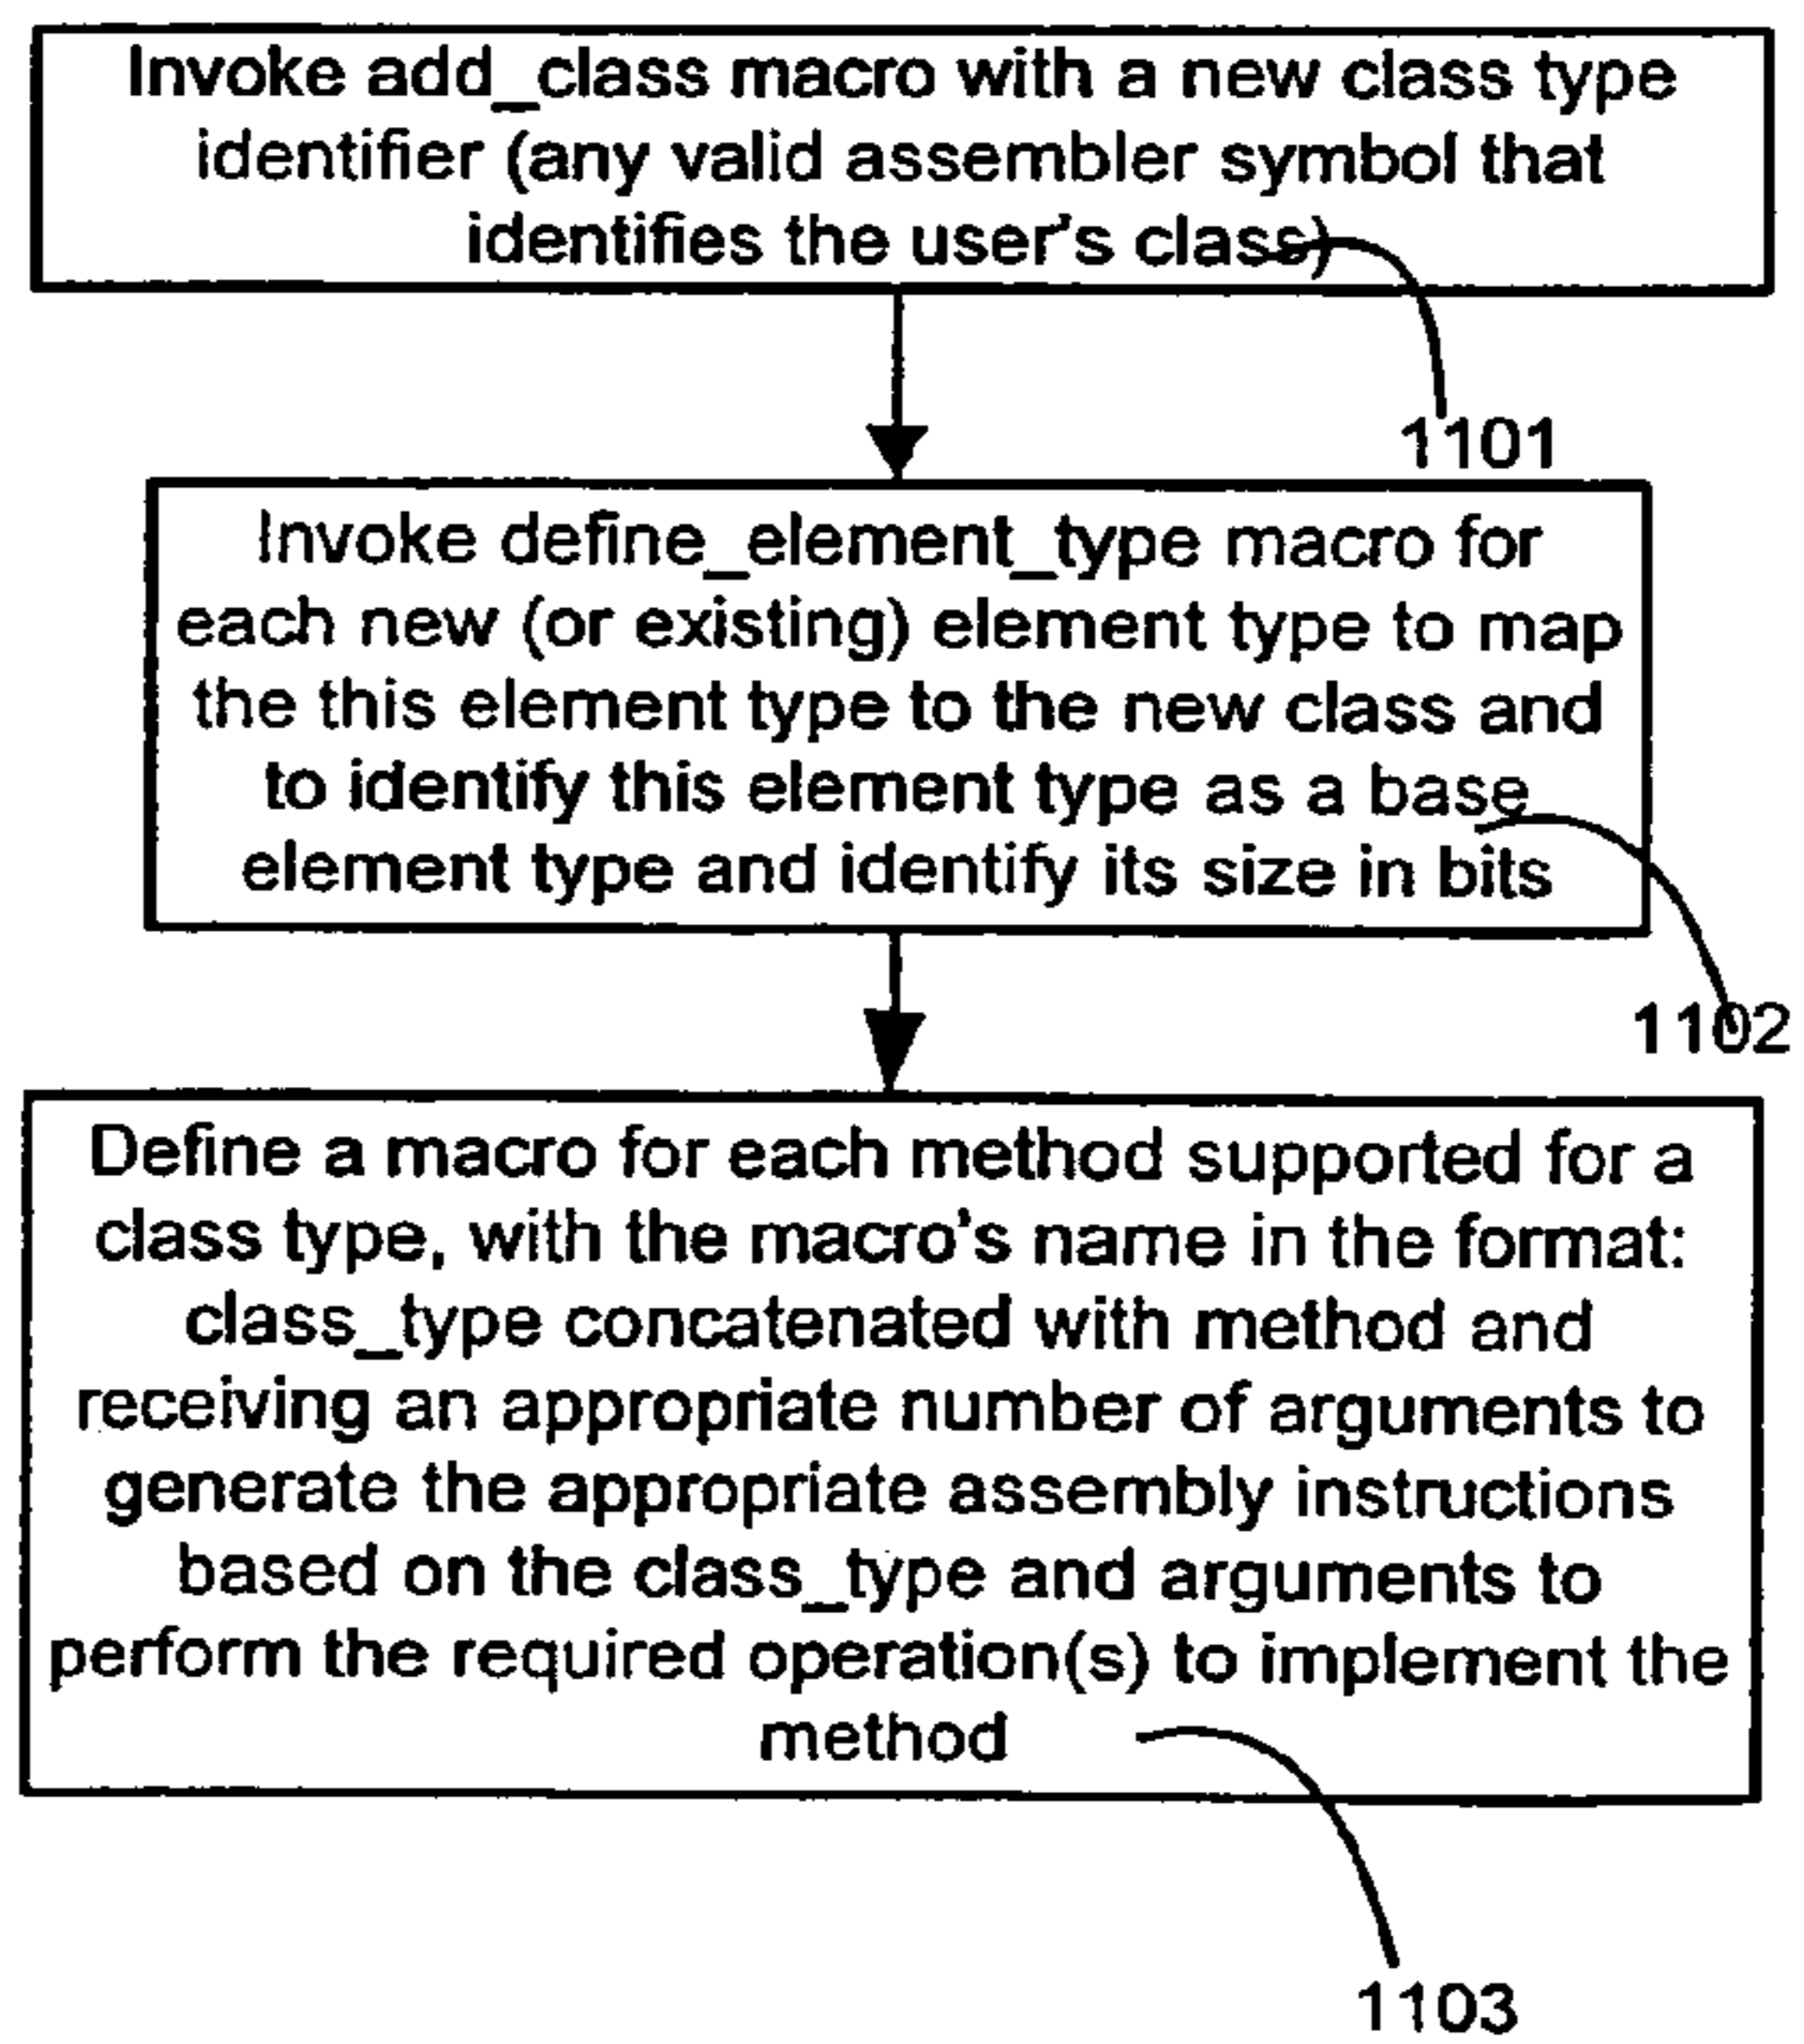 Invoke add_class macro with a new class type
identifier (any valid assembler symbol that
identifies the user's class)
1101
Invoke define_element_type macro for
each new (or existing) element type to map
the this element type to the new class and
to identify this element type as a base
element type and identify its size in bits
1102
Define a macro for each method supported for a
class type, with the macro's name in the format:
class_type concatenated with method and
receiving an appropriate number of arguments to
generate the appropriate assembly instructions
based on the class_type and arguments to
perform the required operation(s) to implement the
method
1103